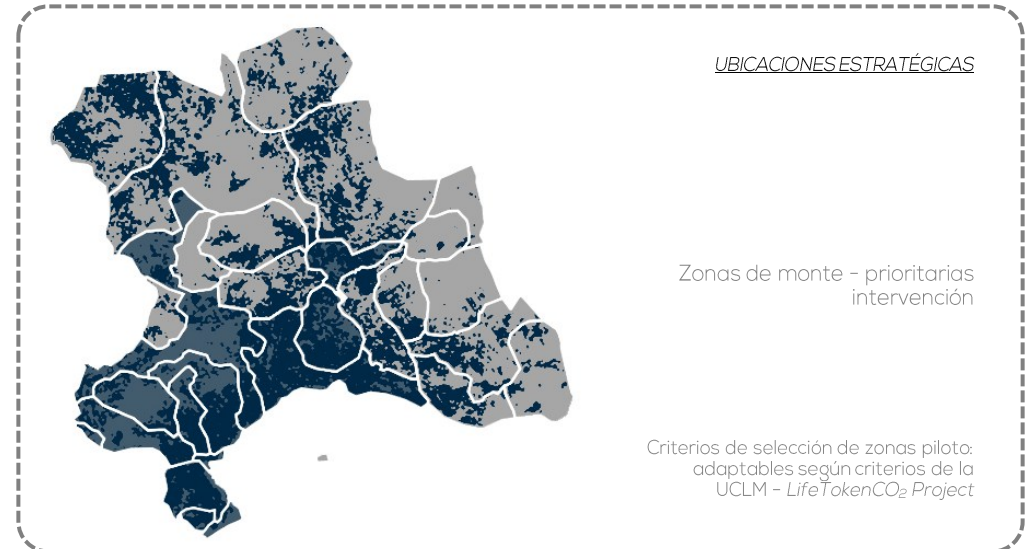 UBICACIONES ESTRATÉGICAS
Zonas de monte - prioritarias
intervención
Criterios de selección de zonas piloto:
adaptables según criterios de la
UCLM - LifeTokenCO₂ Project